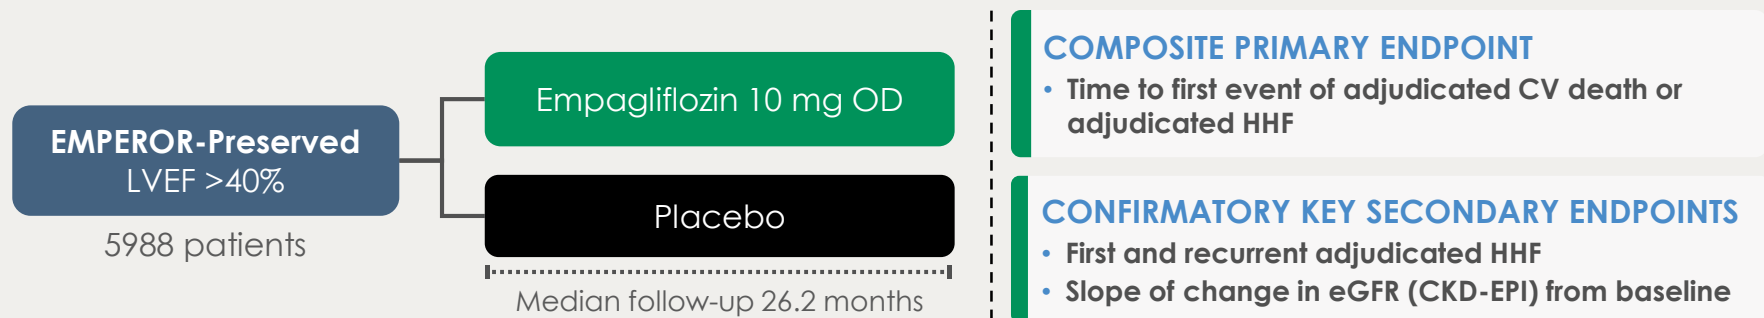 EMPEROR-Preserved
LVEF >40%
5988 patients
Empagliflozin 10 mg OD
Placebo
Median follow-up 26.2 months
COMPOSITE PRIMARY ENDPOINT
• Time to first event of adjudicated CV death or
adjudicated HHF
CONFIRMATORY KEY SECONDARY ENDPOINTS
• First and recurrent adjudicated HHF
• Slope of change in eGFR (CKD-EPI) from baseline